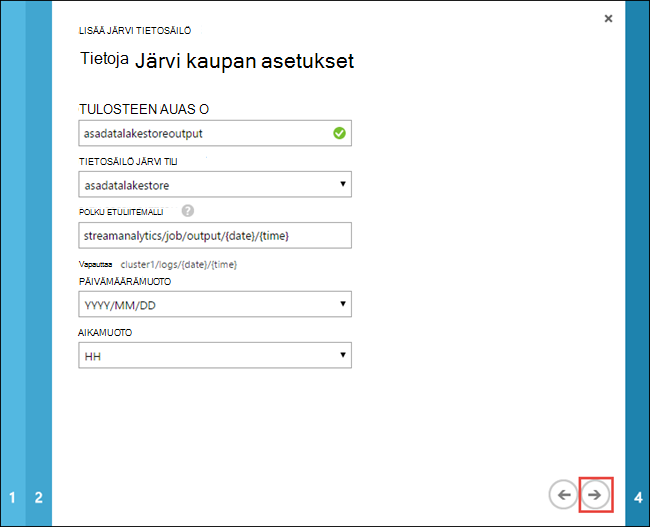 LISÄÄ JÄRVI TIETOSÄILÖ
Tietoja Järvi kaupan asetukset
TULOSTEEN AUAS O
asadatalakestoreoutput
TIETOSÄILÖ JÄRVI TILI
asadatalakestore
POLKU ETULIITEMALLI ?
streamanalytics/job/output/{date}/{time}
Vapauttaa cluster1/logs/{date}/{time}
PÄIVÄMÄÄRÄMUOTO
YYYY/MM/DD
AIKAMUOTO
HH
1 2 4